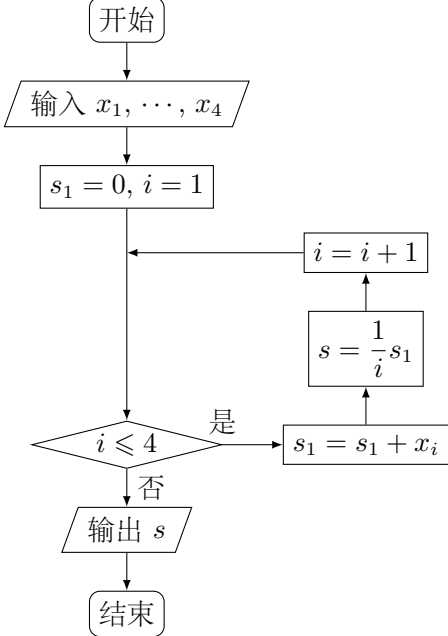 开始
输入 x₁, ⋯, x₄
s₁ = 0, i = 1
i = i + 1
s = \frac{1}{i}s₁
s₁ = s₁ + xᵢ
i ⩽ 4
是
否
输出 s
结束